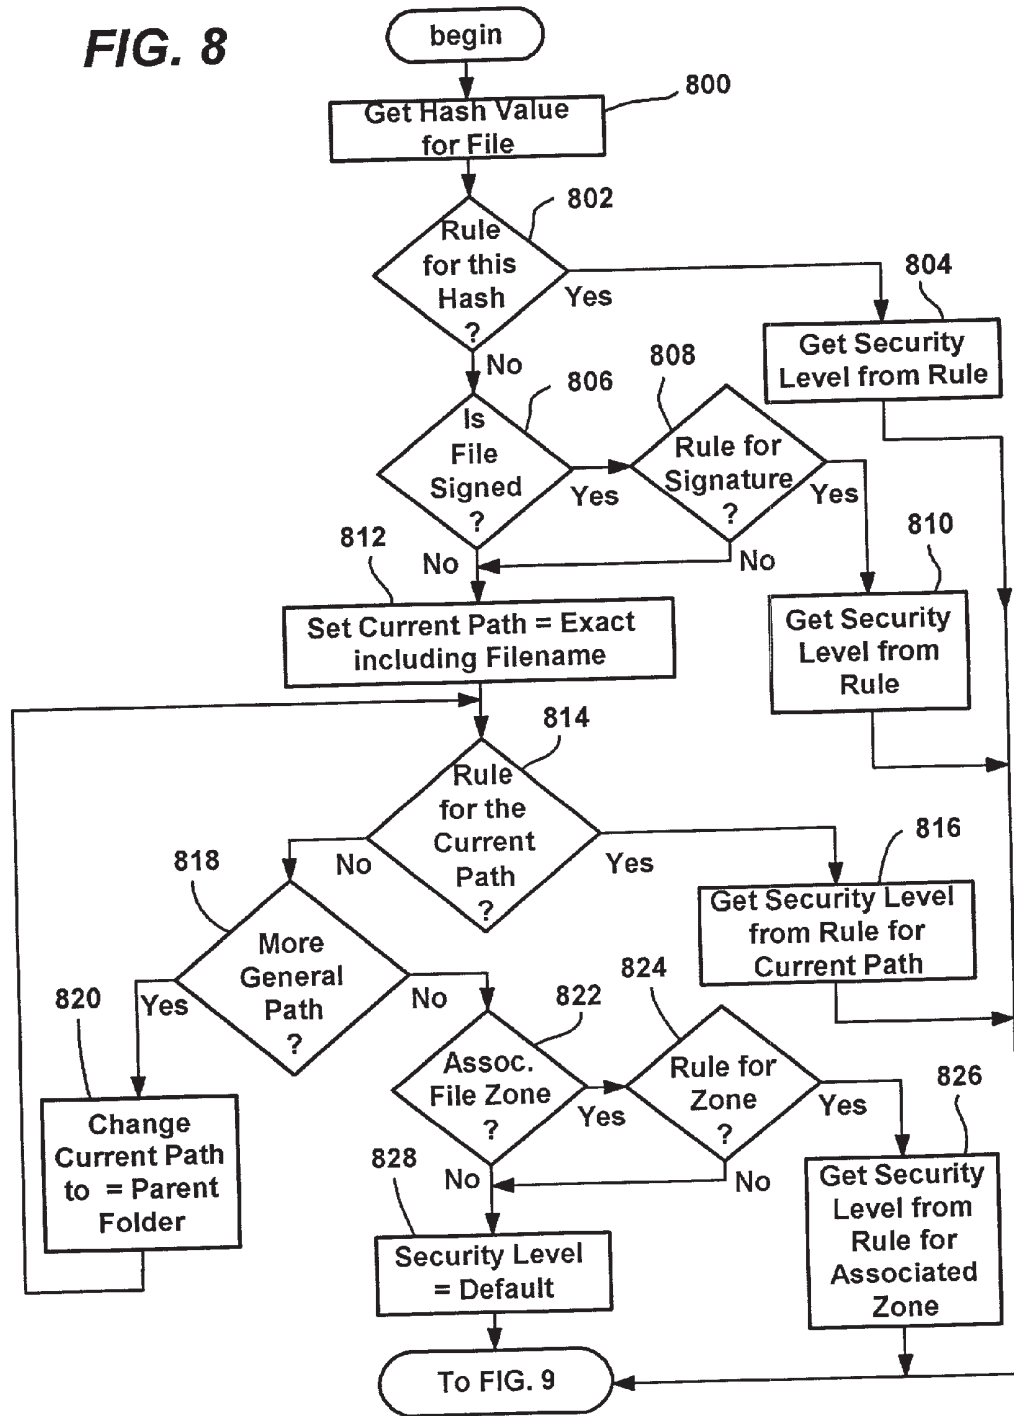 FIG. 8
begin
800
Get Hash Value
for File
802
Rule
for this
Hash
?
Yes
804
Get Security
Level from Rule
No
806
Is
File
Signed
?
Yes
808
Rule for
Signature
?
Yes
810
Get Security
Level from
Rule
No
No
812
Set Current Path = Exact
including Filename
814
Rule
for the
Current
Path
?
No
Yes
816
Get Security Level
from Rule for
Current Path
818
More
General
Path
?
Yes
No
820
Change
Current Path
to = Parent
Folder
822
Assoc.
File Zone
?
Yes
824
Rule for
Zone
?
Yes
826
Get Security
Level from
Rule for
Associated
Zone
No
No
828
Security Level
= Default
To FIG. 9